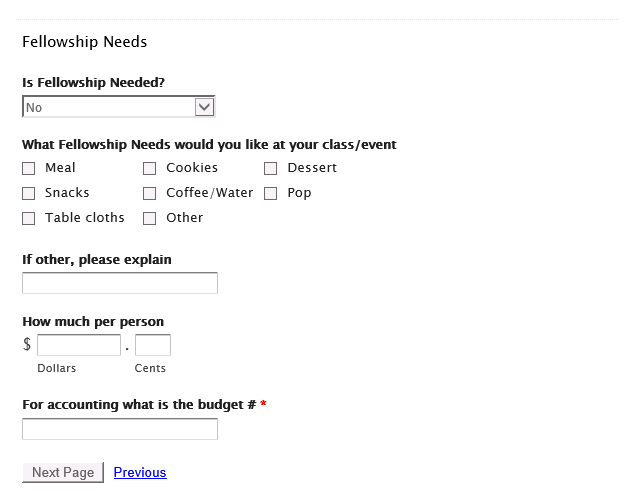 Fellowship Needs
Is Fellowship Needed?
No
What Fellowship Needs would you like at your class/event
Meal Cookies Dessert
Snacks Coffee/Water Pop
Table cloths Other
If other, please explain
How much per person
$ .
Dollars Cents
For accounting what is the budget # *
Next Page Previous